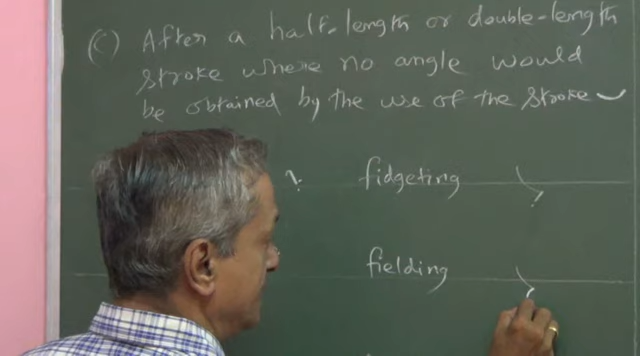 (C) After a half-length or double-length
stroke where no angle would
be obtained by the use of the stroke
fidgeting
fielding